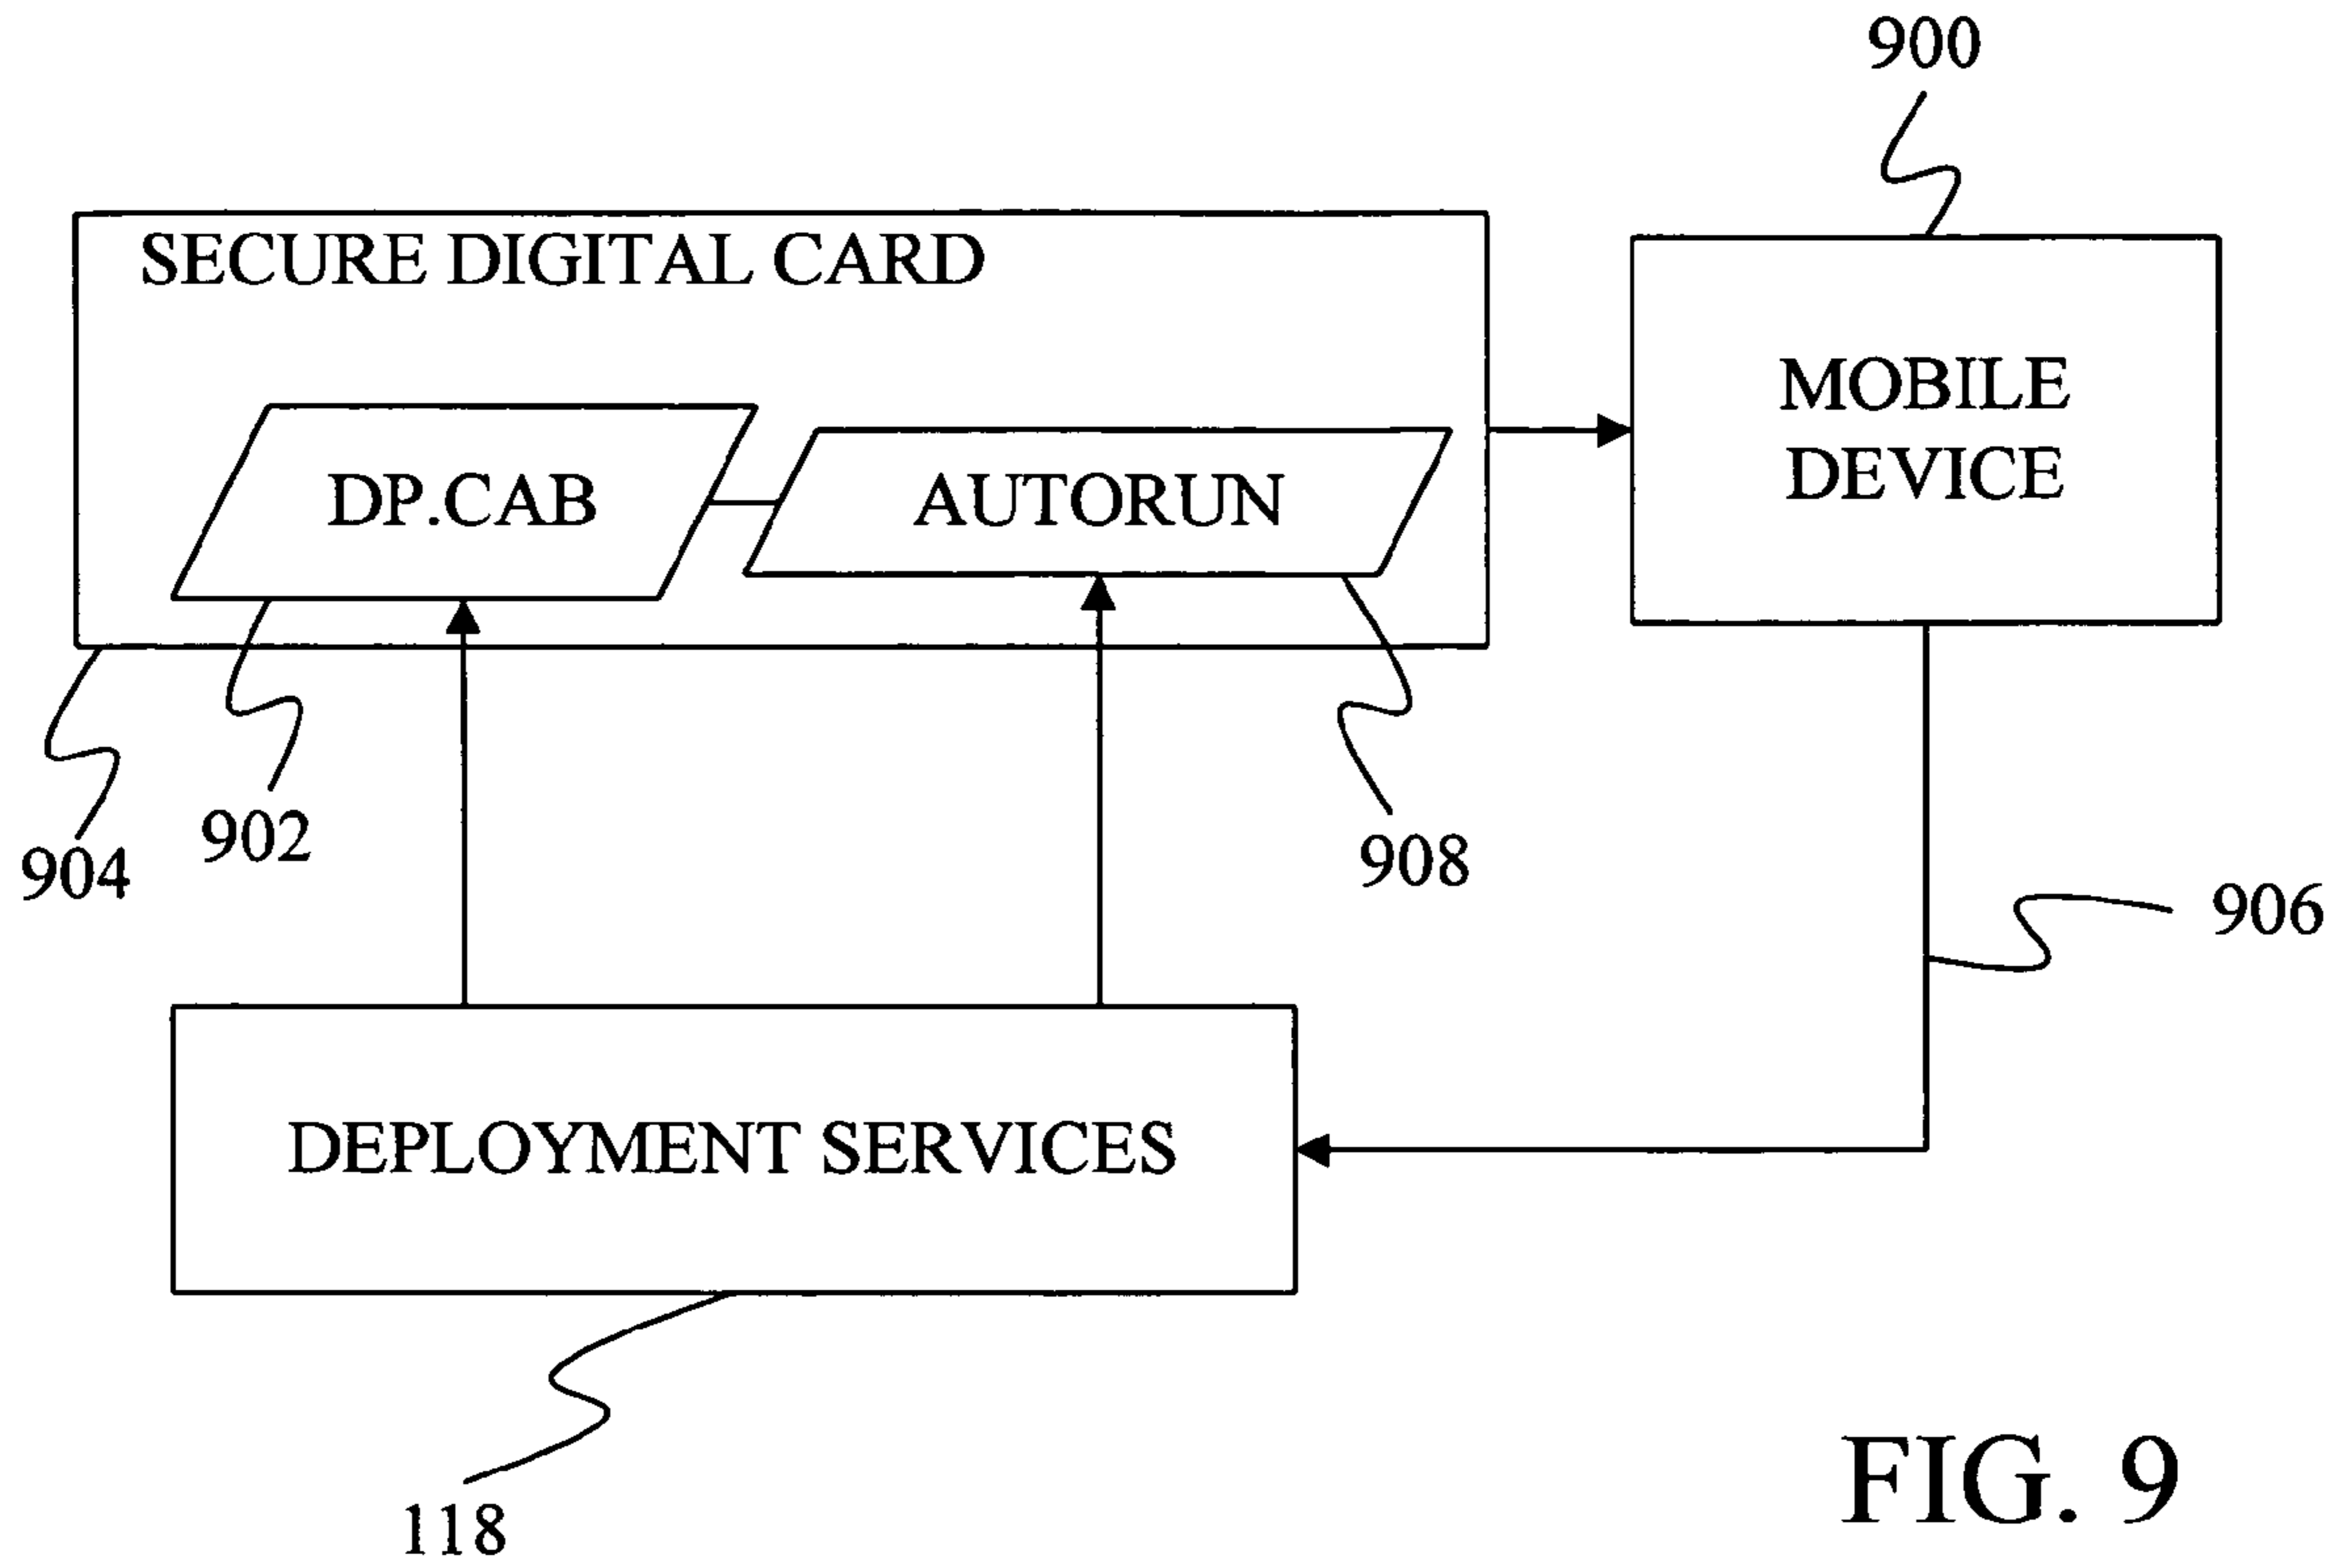 900
SECURE DIGITAL CARD
MOBILE
DEVICE
DP.CAB
AUTORUN
902
904
908
906
DEPLOYMENT SERVICES
118
FIG. 9